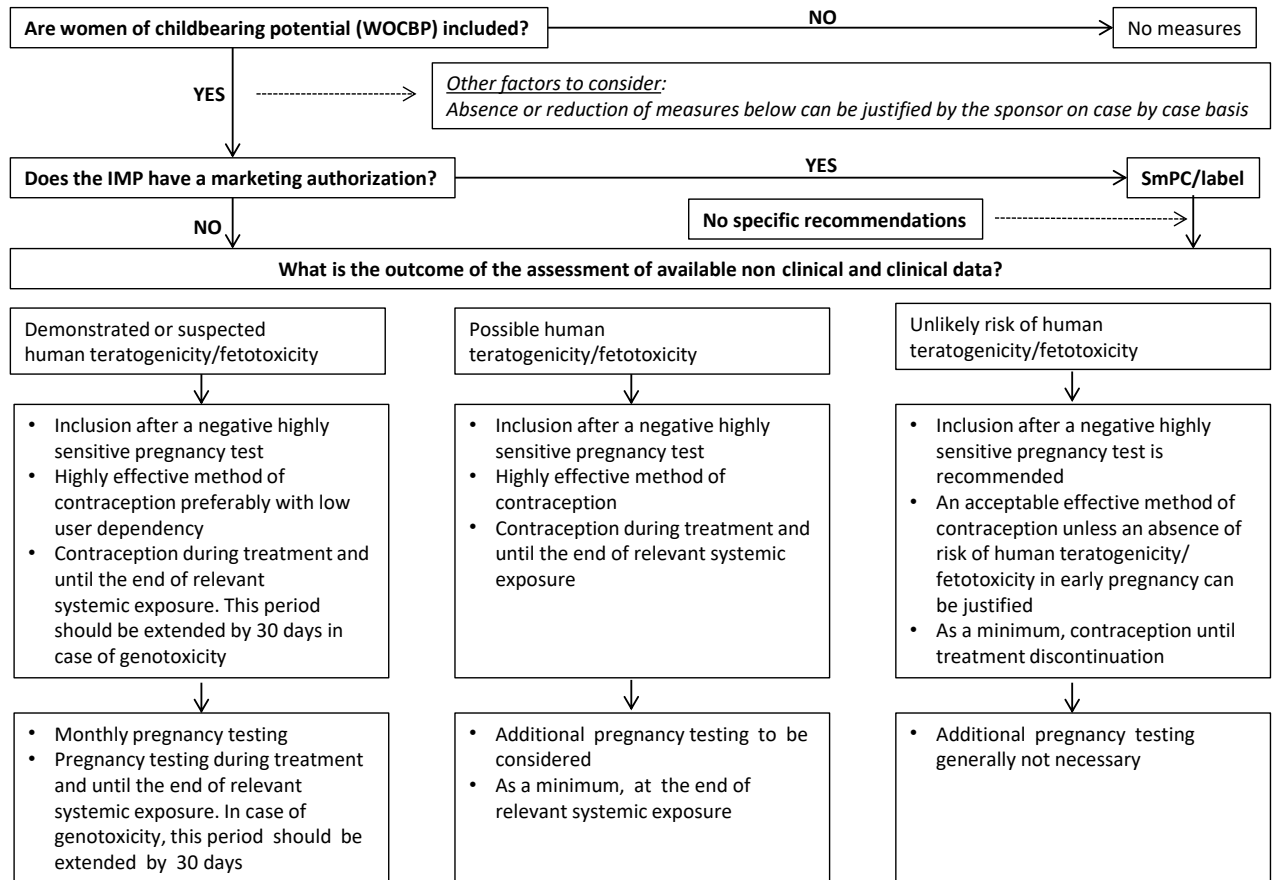 Are women of childbearing potential (WOCBP) included?
NO
No measures
YES
Other factors to consider:
Absence or reduction of measures below can be justified by the sponsor on case by case basis
Does the IMP have a marketing authorization?
YES
SmPC/label
NO
No specific recommendations
What is the outcome of the assessment of available non clinical and clinical data?
Demonstrated or suspected
human teratogenicity/fetotoxicity
• Inclusion after a negative highly
sensitive pregnancy test
• Highly effective method of
contraception preferably with low
user dependency
• Contraception during treatment and
until the end of relevant
systemic exposure. This period
should be extended by 30 days in
case of genotoxicity
• Monthly pregnancy testing
• Pregnancy testing during treatment
and until the end of relevant
systemic exposure. In case of
genotoxicity, this period should be
extended by 30 days
Possible human
teratogenicity/fetotoxicity
• Inclusion after a negative highly
sensitive pregnancy test
• Highly effective method of
contraception
• Contraception during treatment and
until the end of relevant systemic
exposure
• Additional pregnancy testing to be
considered
• As a minimum, at the end of
relevant systemic exposure
Unlikely risk of human
teratogenicity/fetotoxicity
• Inclusion after a negative highly
sensitive pregnancy test is
recommended
• An acceptable effective method of
contraception unless an absence of
risk of human teratogenicity/
fetotoxicity in early pregnancy can
be justified
• As a minimum, contraception until
treatment discontinuation
• Additional pregnancy testing
generally not necessary